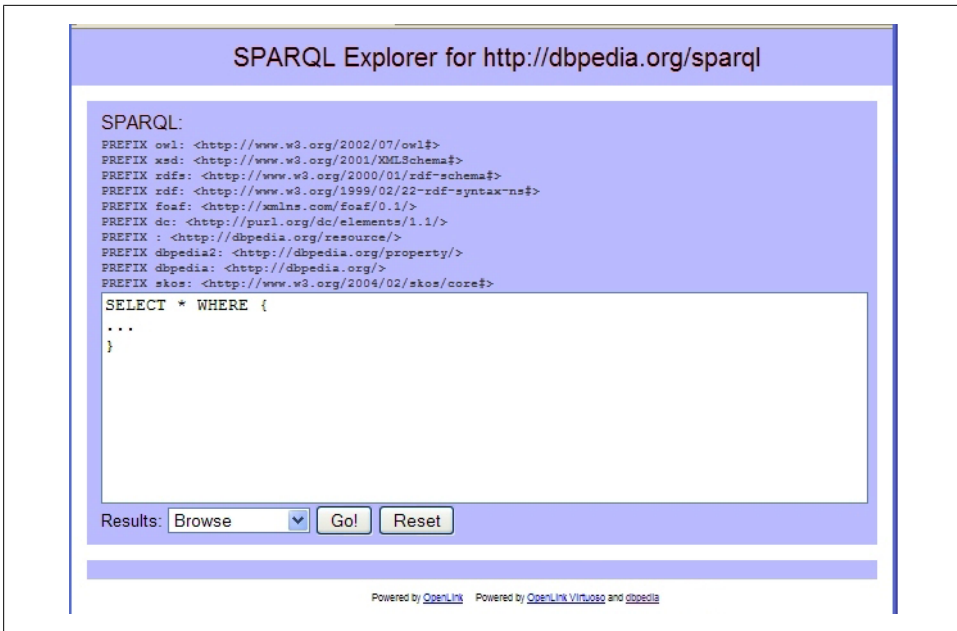 SPARQL Explorer for http://dbpedia.org/sparql
SPARQL:
PREFIX owl: <http://www.w3.org/2002/07/owl#>
PREFIX xsd: <http://www.w3.org/2001/XMLSchema#>
PREFIX rdfs: <http://www.w3.org/2000/01/rdf-schema#>
PREFIX rdf: <http://www.w3.org/1999/02/22-rdf-syntax-ns#>
PREFIX foaf: <http://xmlns.com/foaf/0.1/>
PREFIX dc: <http://purl.org/dc/elements/1.1/>
PREFIX : <http://dbpedia.org/resource/>
PREFIX dbpedia2: <http://dbpedia.org/property/>
PREFIX dbpedia: <http://dbpedia.org/>
PREFIX skos: <http://www.w3.org/2004/02/skos/core#>
SELECT * WHERE {
...
}
Results: Browse Go! Reset
Powered by OpenLink Powered by OpenLink Virtuoso and dbpedia